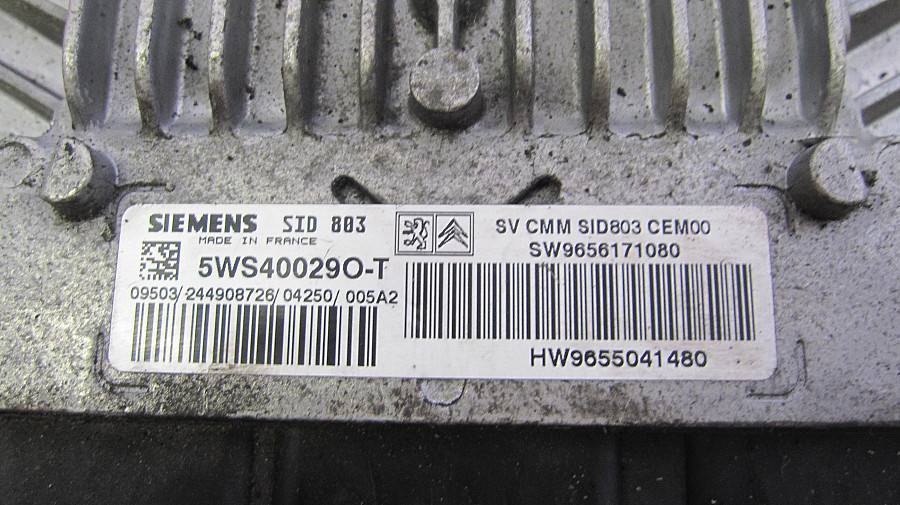 SIEMENS SID 803
MADE IN FRANCE
5WS40029O-T
09503/244908726/04250/005A2
SV CMM SID803 CEM00
SW9656171080
HW9655041480